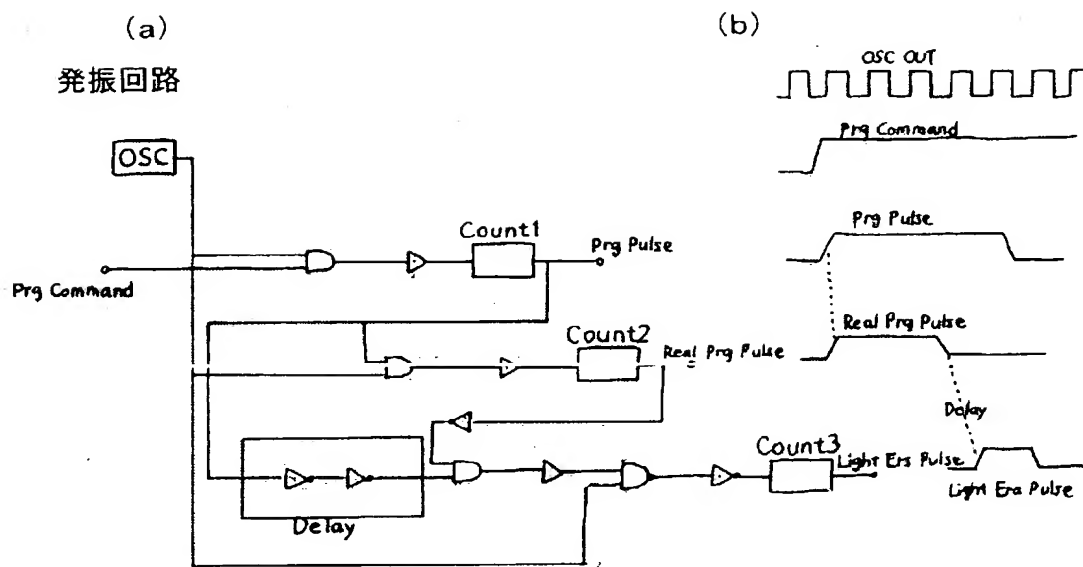 (a)
発振回路
OSC
Prg Command
Count1
Prg Pulse
Count2
Real Prg Pulse
Delay
Count3
Light Ers Pulse
(b)
OSC OUT
Prg Command
Prg Pulse
Real Prg Pulse
Delay
Light Era Pulse